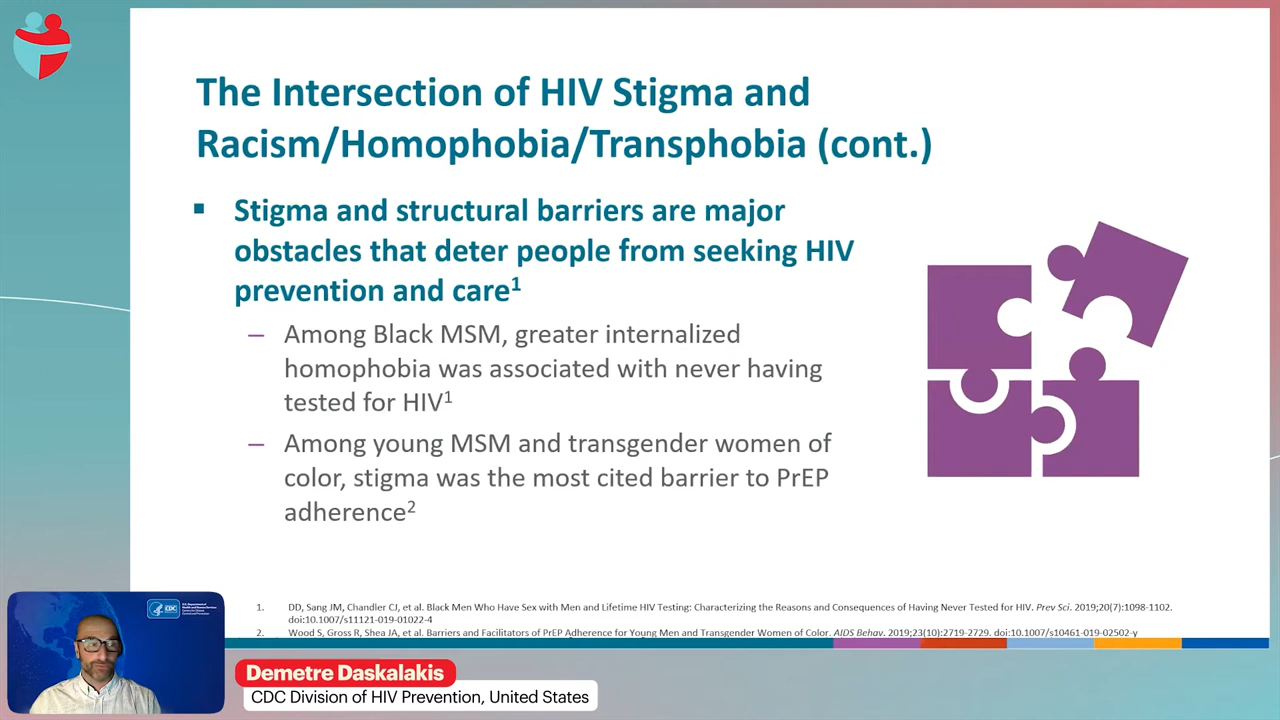 The Intersection of HIV Stigma and
Racism/Homophobia/Transphobia (cont.)
▪ Stigma and structural barriers are major
obstacles that deter people from seeking HIV
prevention and care¹
– Among Black MSM, greater internalized
homophobia was associated with never having
tested for HIV¹
– Among young MSM and transgender women of
color, stigma was the most cited barrier to PrEP
adherence²
1. DD, Sang JM, Chandler CJ, et al. Black Men Who Have Sex with Men and Lifetime HIV Testing: Characterizing the Reasons and Consequences of Having Never Tested for HIV. Prev Sci. 2019;20(7):1098-1102.
doi:10.1007/s11121-019-01022-4
2. Wood S, Gross R, Shea JA, et al. Barriers and Facilitators of PrEP Adherence for Young Men and Transgender Women of Color. AIDS Behav. 2019;23(10):2719-2729. doi:10.1007/s10461-019-02502-y
CDC
Demetre Daskalakis
CDC Division of HIV Prevention, United States